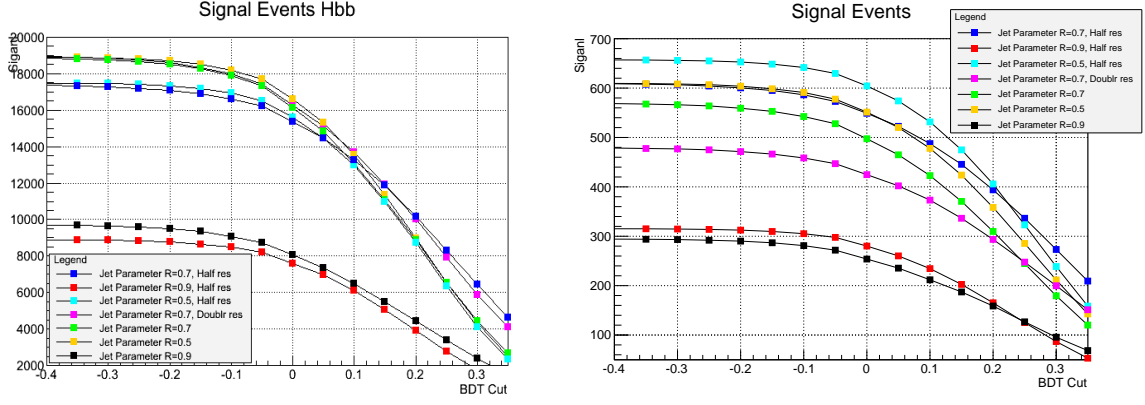 Signal Events Hbb
Siganl
20000
18000
16000
14000
12000
10000
8000
6000
4000
2000
Legend
Jet Parameter R=0.7, Half res
Jet Parameter R=0.9, Half res
Jet Parameter R=0.5, Half res
Jet Parameter R=0.7, Doublr res
Jet Parameter R=0.7
Jet Parameter R=0.5
Jet Parameter R=0.9
-0.4 -0.3 -0.2 -0.1 0 0.1 0.2 0.3
BDT Cut
Signal Events
Siganl
700
600
500
400
300
200
100
Legend
Jet Parameter R=0.7, Half res
Jet Parameter R=0.9, Half res
Jet Parameter R=0.5, Half res
Jet Parameter R=0.7, Doublr res
Jet Parameter R=0.7
Jet Parameter R=0.5
Jet Parameter R=0.9
-0.4 -0.3 -0.2 -0.1 0 0.1 0.2 0.3
BDT Cut